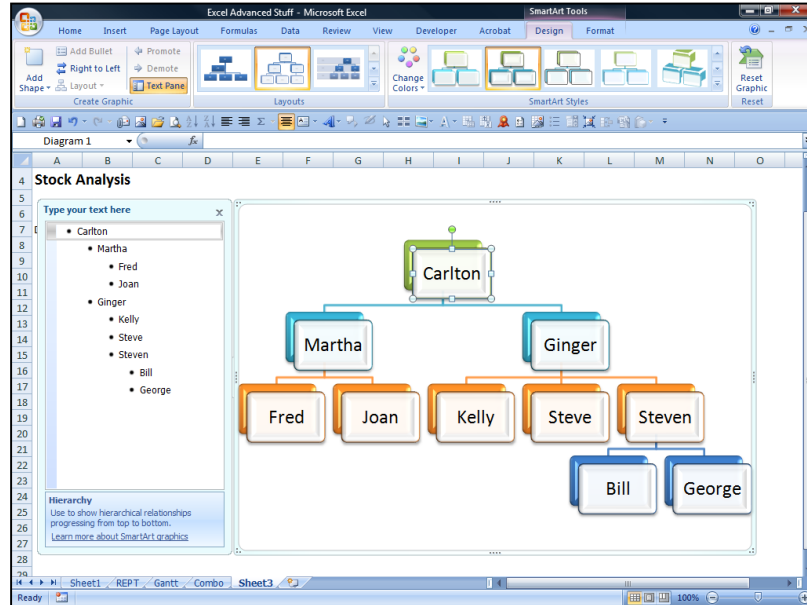 Excel Advanced Stuff - Microsoft Excel SmartArt Tools
Home Insert Page Layout Formulas Data Review View Developer Acrobat Design Format
Add Shape
Add Bullet
Right to Left
Layout
Promote
Demote
Text Pane
Create Graphic
Layouts
Change Colors
SmartArt Styles
Reset Graphic
Reset
Diagram 1 fx
A B C D E F G H I J K L M N O
4 Stock Analysis
5
6
7
8
9
10
11
12
13
14
15
16
17
18
19
20
21
22
23
24
25
26
27
28
29
Type your text here x
• Carlton
• Martha
• Fred
• Joan
• Ginger
• Kelly
• Steve
• Steven
• Bill
• George
Hierarchy
Use to show hierarchical relationships
progressing from top to bottom.
Learn more about SmartArt graphics
Carlton
Martha Ginger
Fred Joan Kelly Steve Steven
Bill George
Sheet1 REPT Gantt Combo Sheet3
Ready 100%